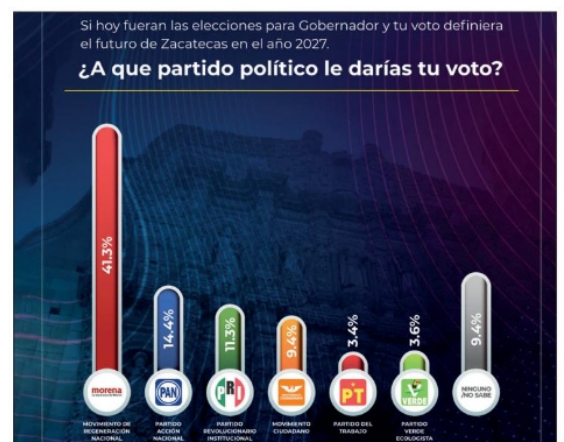 Si hoy fueran las elecciones para Gobernador y tu voto definiera
el futuro de Zacatecas en el año 2027.
¿A que partido político le darías tu voto?
41.3%
14.4%
11.3%
9.4%
3.4%
3.6%
9.4%
morena
PAN
PRI
MOVIMIENTO
CIUDADANO
PT
VERDE
NINGUNO
/NO SABE
MOVIMIENTO DE
REGENERACIÓN
NACIONAL
PARTIDO
ACCIÓN
NACIONAL
PARTIDO
REVOLUCIONARIO
INSTITUCIONAL
MOVIMIENTO
CIUDADANO
PARTIDO DEL
TRABAJO
PARTIDO
VERDE
ECOLOGISTA